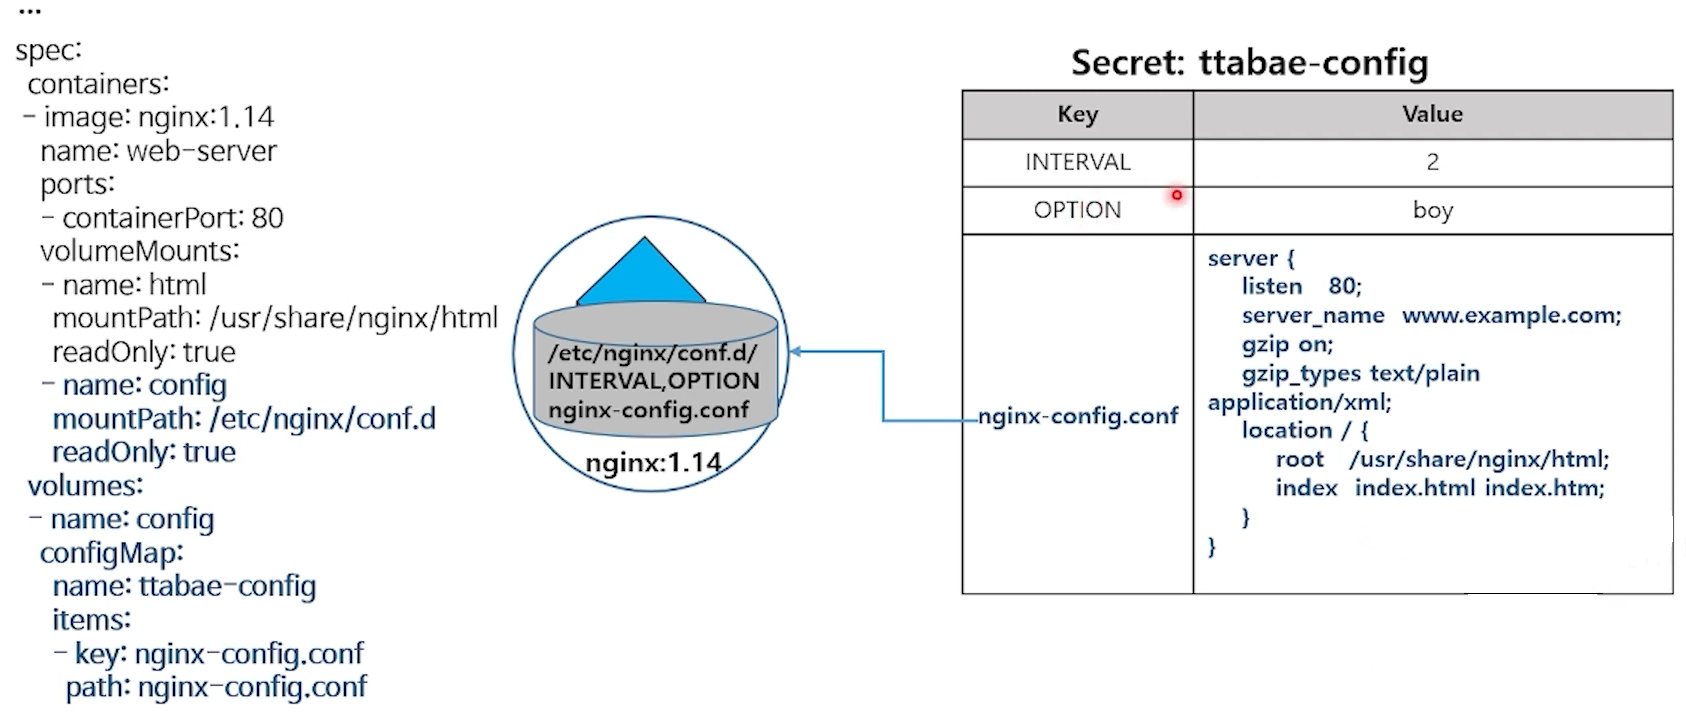 ...
spec:
containers:
- image: nginx:1.14
name: web-server
ports:
- containerPort: 80
volumeMounts:
- name: html
mountPath: /usr/share/nginx/html
readOnly: true
- name: config
mountPath: /etc/nginx/conf.d
readOnly: true
volumes:
- name: config
configMap:
name: ttabae-config
items:
- key: nginx-config.conf
path: nginx-config.conf
/etc/nginx/conf.d/
INTERVAL,OPTION
nginx-config.conf
nginx:1.14
Secret: ttabae-config
Key Value
INTERVAL 2
OPTION boy
nginx-config.conf
server {
listen 80;
server_name www.example.com;
gzip on;
gzip_types text/plain
application/xml;
location / {
root /usr/share/nginx/html;
index index.html index.htm;
}
}